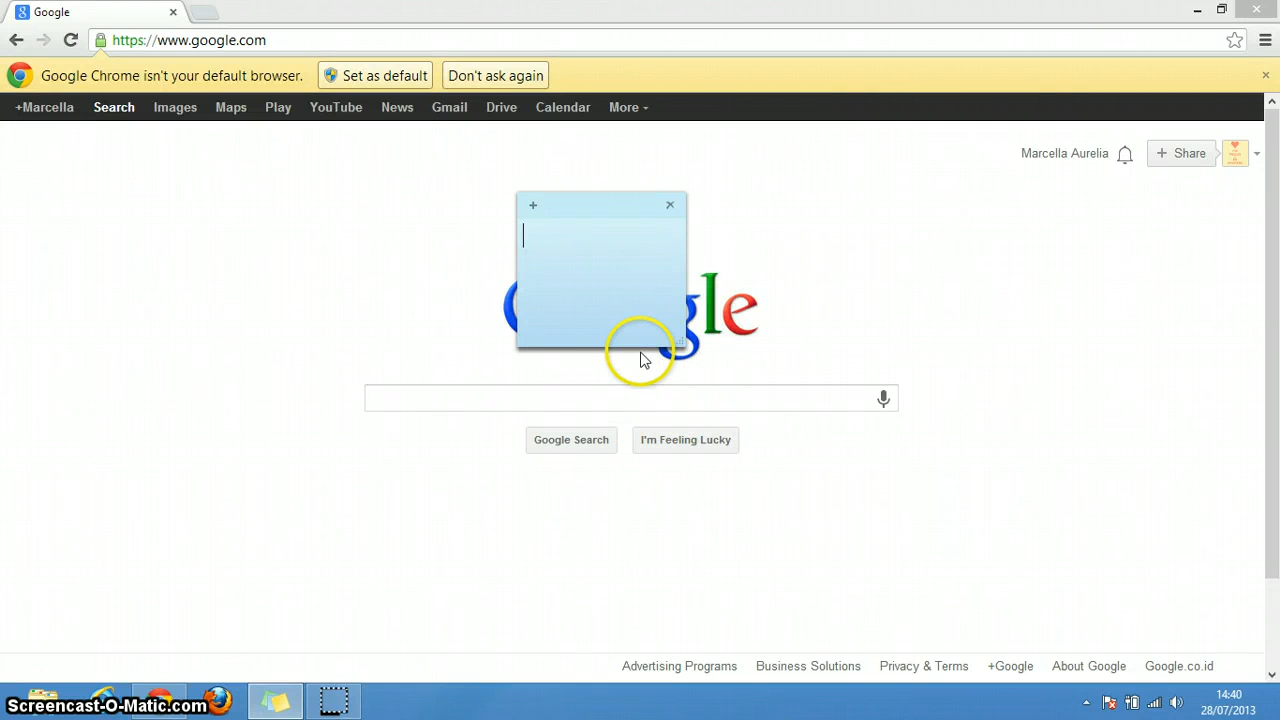 Google
https://www.google.com
Google Chrome isn't your default browser. Set as default Don't ask again
+Marcella Search Images Maps Play YouTube News Gmail Drive Calendar More
Marcella Aurelia + Share
gle
Google Search I'm Feeling Lucky
Advertising Programs Business Solutions Privacy & Terms +Google About Google Google.co.id
Screencast-O-Matic.com
14:40
28/07/2013